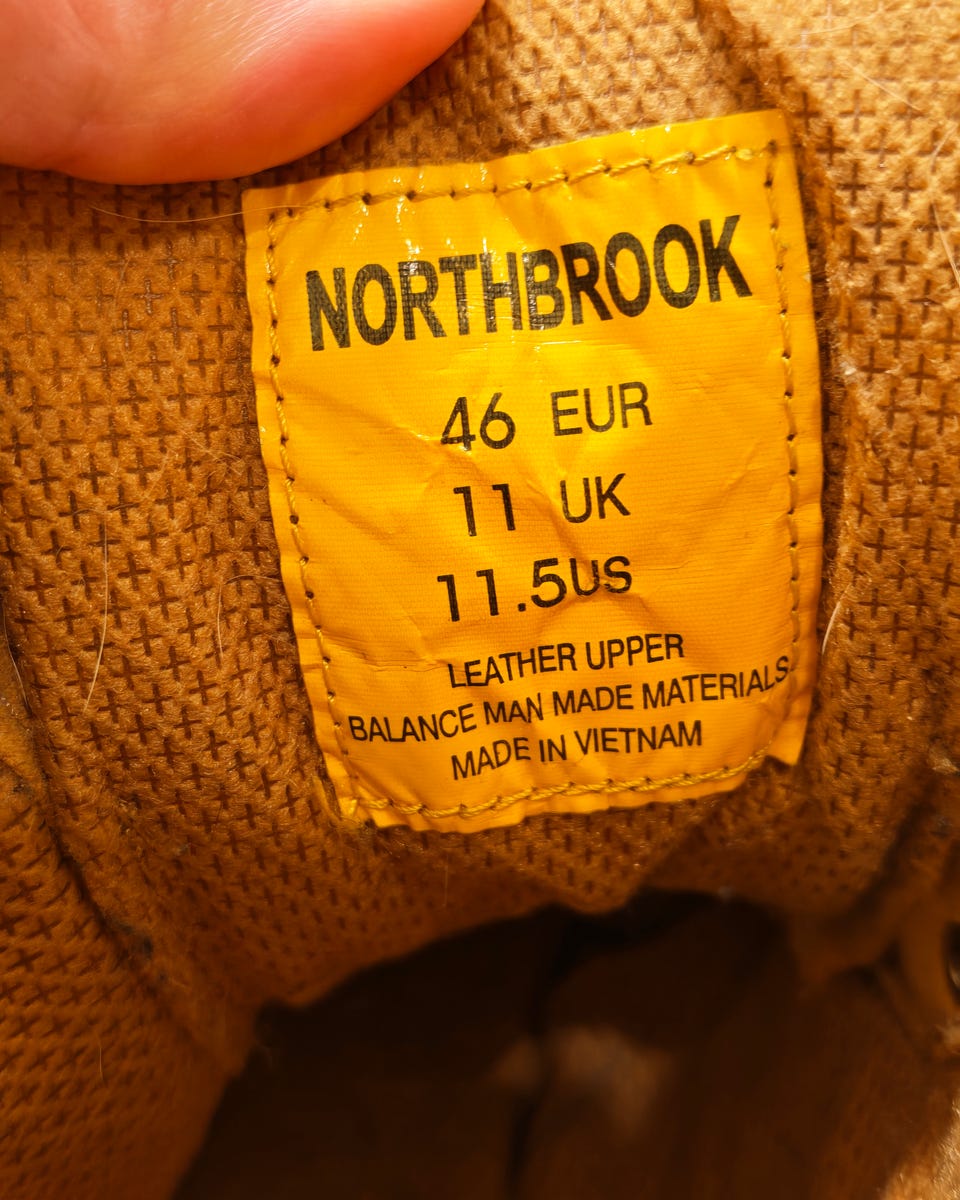 NORTHBROOK
46 EUR
11 UK
11.5US
LEATHER UPPER
BALANCE MAN MADE MATERIALS
MADE IN VIETNAM